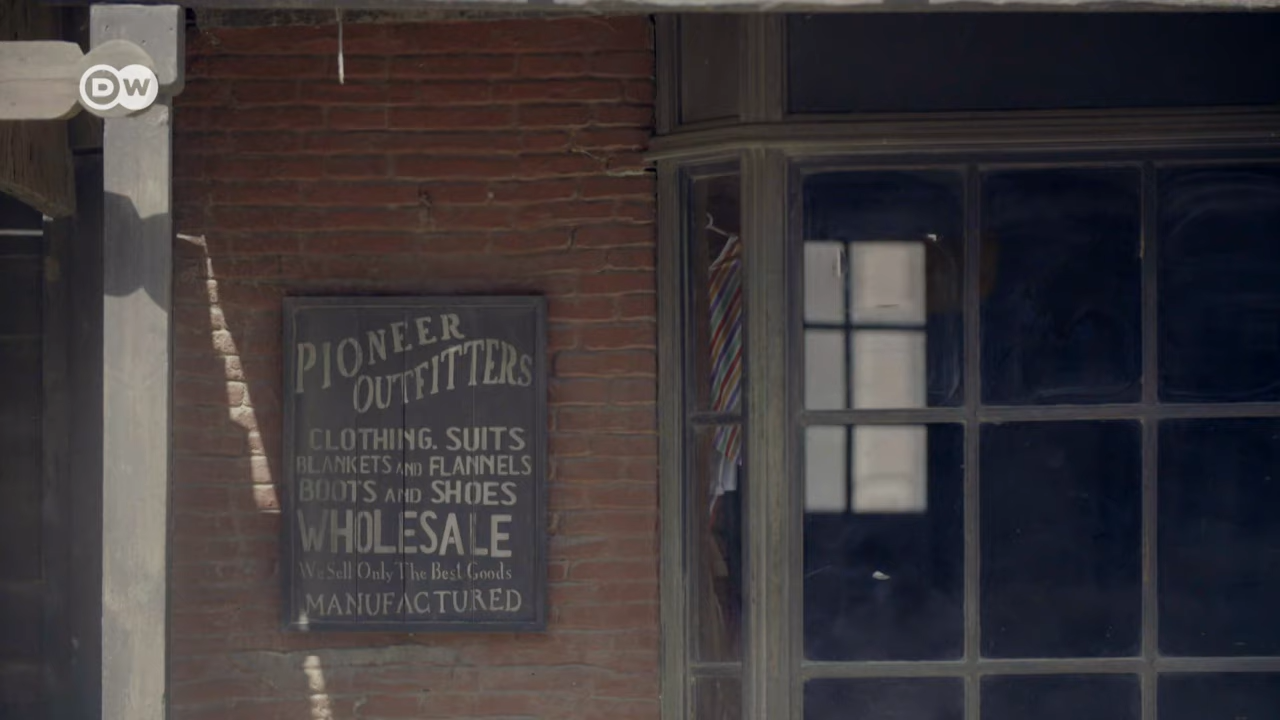 DW
PIONEER
OUTFITTERS
CLOTHING. SUITS
BLANKETS AND FLANNELS
BOOTS AND SHOES
WHOLESALE
We Sell Only The Best Goods
MANUFACTURED